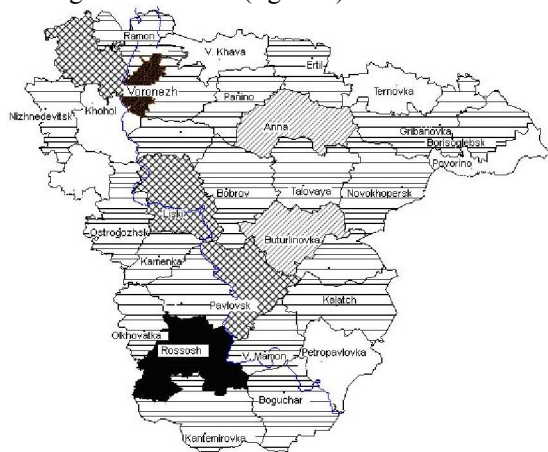 Ramon
V. Khava
Ertil
Voronezh
Panino
Ternovka
Nizhnedevitsk
Khohol
Anna
Gribanovka
Borisoglebsk
Povorino
Liski
Bobrov
Talovaya
Novokhopersk
Ostrogozhsk
Buturlinovka
Kamenka
Pavlovsk
Kalatch
Olkhovatka
Rossosh
V. Mamon
Petropavlovka
Boguchar
Kantemirovka